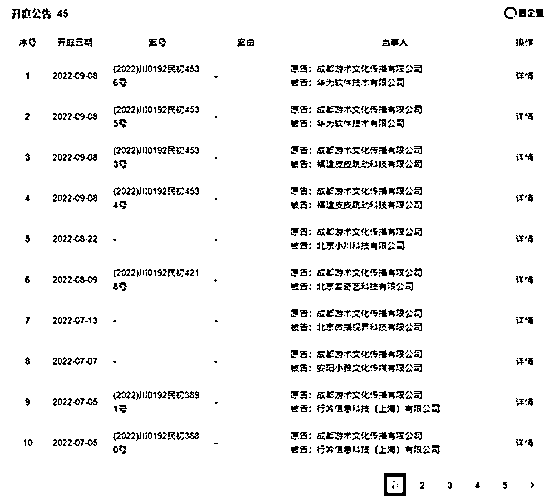 开庭公告 45
看企业
序号 开庭日期 案号 案由 当事人 操作
1 2022-09-08 (2022)川0192民初453 - 原告：成都游术文化传播有限公司 详情
6号 被告：华为软件技术有限公司
2 2022-09-08 (2022)川0192民初453 - 原告：成都游术文化传播有限公司 详情
5号 被告：华为软件技术有限公司
3 2022-09-08 (2022)川0192民初453 - 原告：成都游术文化传播有限公司 详情
3号 被告：福建皮皮跳动科技有限公司
4 2022-09-08 (2022)川0192民初453 - 原告：成都游术文化传播有限公司 详情
4号 被告：福建皮皮跳动科技有限公司
5 2022-08-22 - - 原告：成都游术文化传播有限公司 详情
被告：北京小川科技有限公司
6 2022-08-09 (2022)川0192民初421 - 原告：成都游术文化传播有限公司 详情
8号 被告：北京爱奇艺科技有限公司
7 2022-07-13 - - 原告：成都游术文化传播有限公司 详情
被告：北京微播视界科技有限公司
8 2022-07-07 - - 原告：成都游术文化传播有限公司 详情
被告：安阳小雅文化传媒有限公司
9 2022-07-05 (2022)川0192民初389 - 原告：成都游术文化传播有限公司 详情
1号 被告：行吟信息科技（上海）有限公司
10 2022-07-05 (2022)川0192民初388 - 原告：成都游术文化传播有限公司 详情
0号 被告：行吟信息科技（上海）有限公司
1 2 3 4 5 >